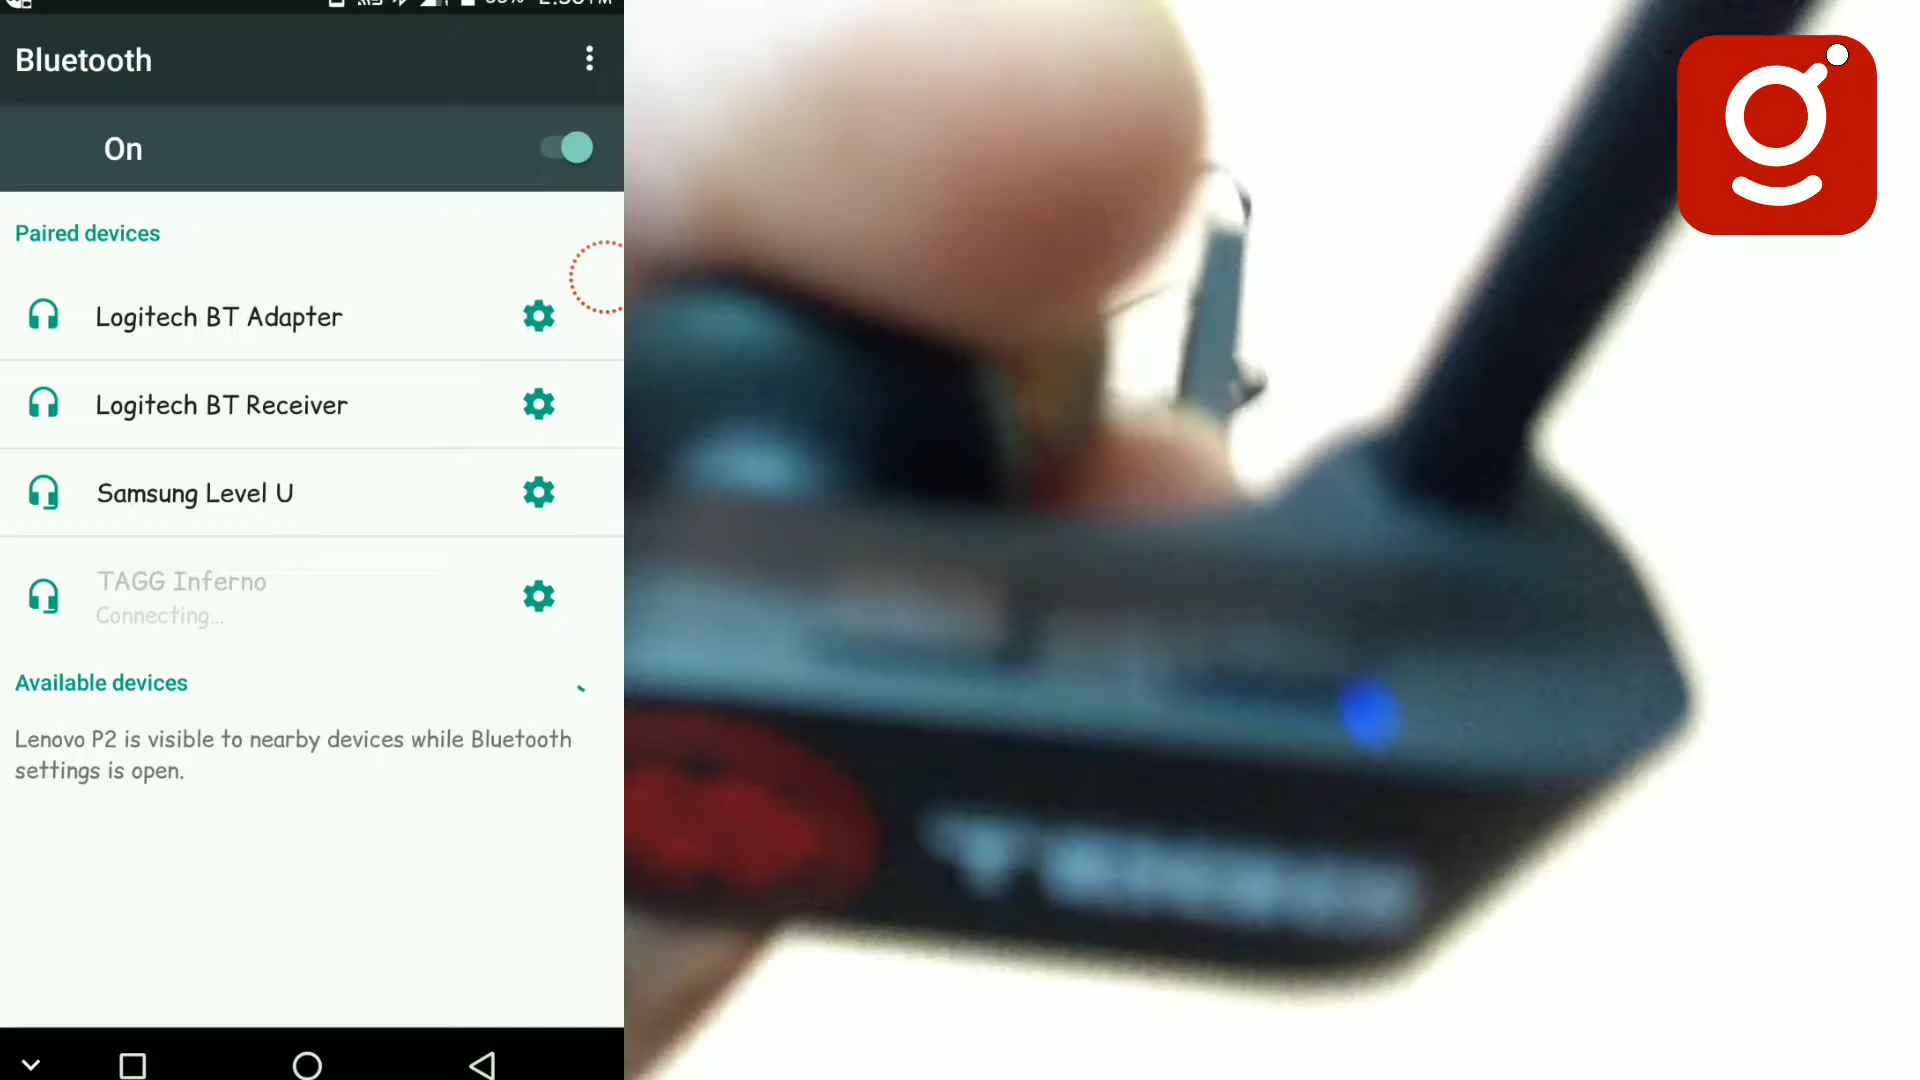 Bluetooth
On
Paired devices
Logitech BT Adapter
Logitech BT Receiver
Samsung Level U
TAGG Inferno
Connecting...
Available devices
Lenovo P2 is visible to nearby devices while Bluetooth
settings is open.